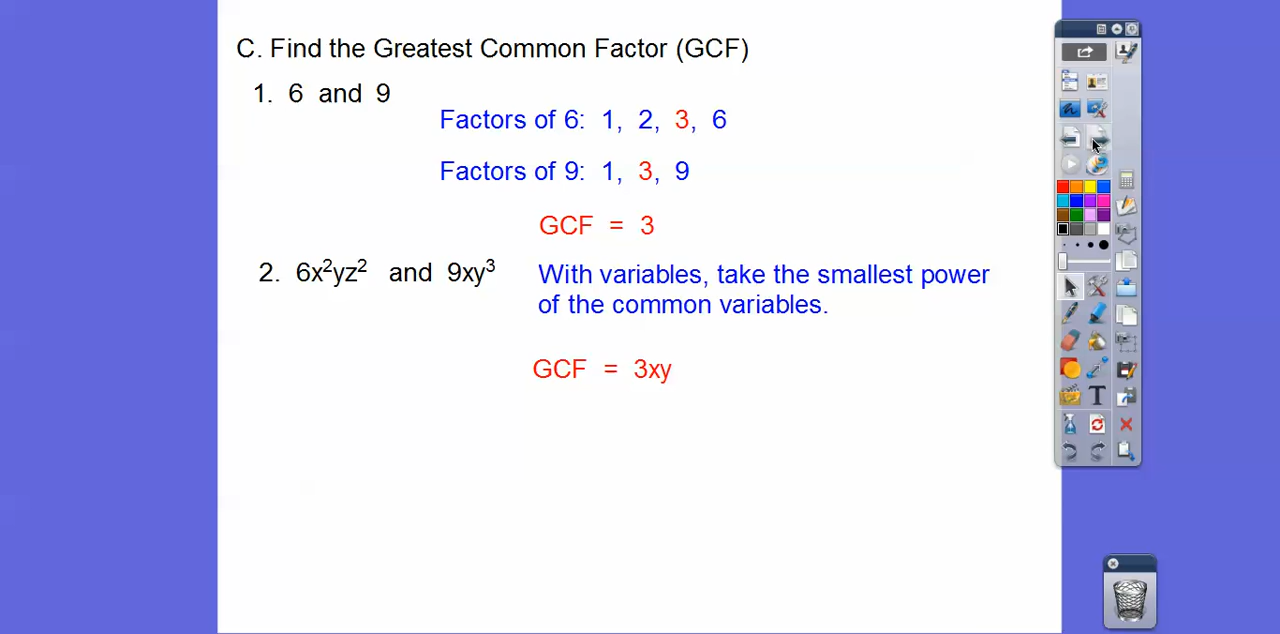 C. Find the Greatest Common Factor (GCF)
1. 6 and 9
Factors of 6: 1, 2, 3, 6
Factors of 9: 1, 3, 9
GCF = 3
2. 6x²yz² and 9xy³
With variables, take the smallest power
of the common variables.
GCF = 3xy
T